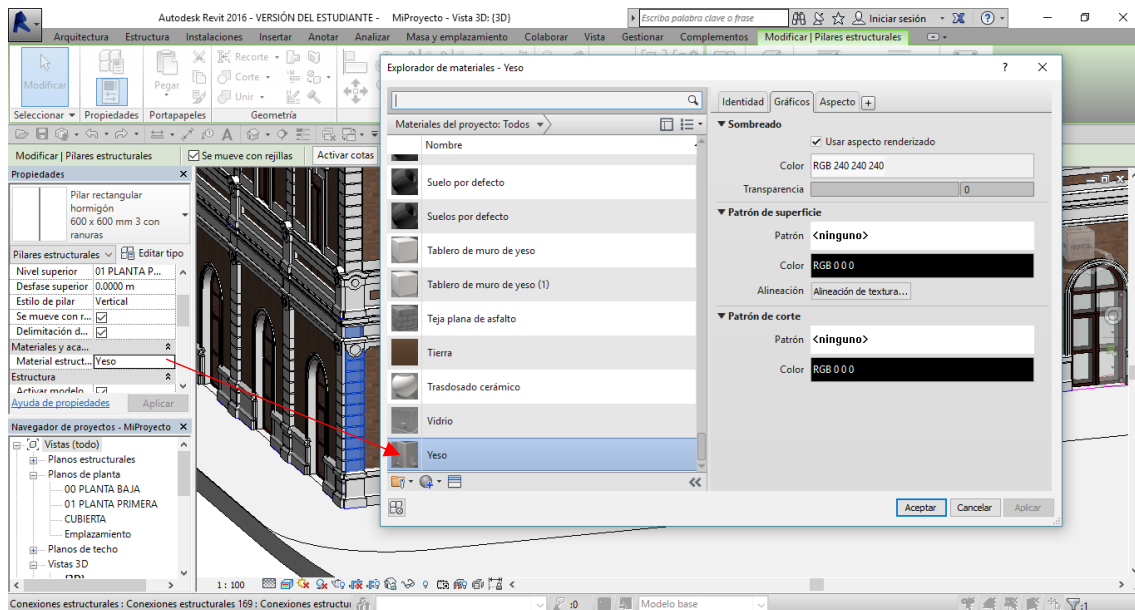 Autodesk Revit 2016 - VERSIÓN DEL ESTUDIANTE - MiProyecto - Vista 3D: {3D}
Escriba palabra clave o frase
Iniciar sesión
Arquitectura Estructura Instalaciones Insertar Anotar Analizar Masa y emplazamiento Colaborar Vista Gestionar Complementos Modificar | Pilares estructurales
Modificar
Pegar
Recorte
Corte
Unir
Seleccionar Propiedades Portapapeles Geometría
Modificar | Pilares estructurales
Se mueve con rejillas
Activar cotas
Propiedades
Pilar rectangular
hormigón
600 x 600 mm 3 con
ranuras
Pilares estructurales
Editar tipo
Nivel superior 01 PLANTA P...
Desfase superior 0.0000 m
Estilo de pilar Vertical
Se mueve con r...
Delimitación d...
Materiales y aca...
Material estruct... Yeso
Estructura
Activar modelo
Ayuda de propiedades
Aplicar
Navegador de proyectos - MiProyecto
Vistas (todo)
Planos estructurales
Planos de planta
00 PLANTA BAJA
01 PLANTA PRIMERA
CUBIERTA
Emplazamiento
Planos de techo
Vistas 3D
{3D}
Explorador de materiales - Yeso
Materiales del proyecto: Todos
Nombre
Suelo por defecto
Suelos por defecto
Tablero de muro de yeso
Tablero de muro de yeso (1)
Teja plana de asfalto
Tierra
Trasdosado cerámico
Vidrio
Yeso
Identidad Gráficos Aspecto
Sombreado
Usar aspecto renderizado
Color RGB 240 240 240
Transparencia 0
Patrón de superficie
Patrón <ninguno>
Color RGB 0 0 0
Alineación Alineación de textura...
Patrón de corte
Patrón <ninguno>
Color RGB 0 0 0
Aceptar Cancelar Aplicar
1 : 100
Conexiones estructurales : Conexiones estructurales 169 : Conexiones estructu
:0
Modelo base
:1